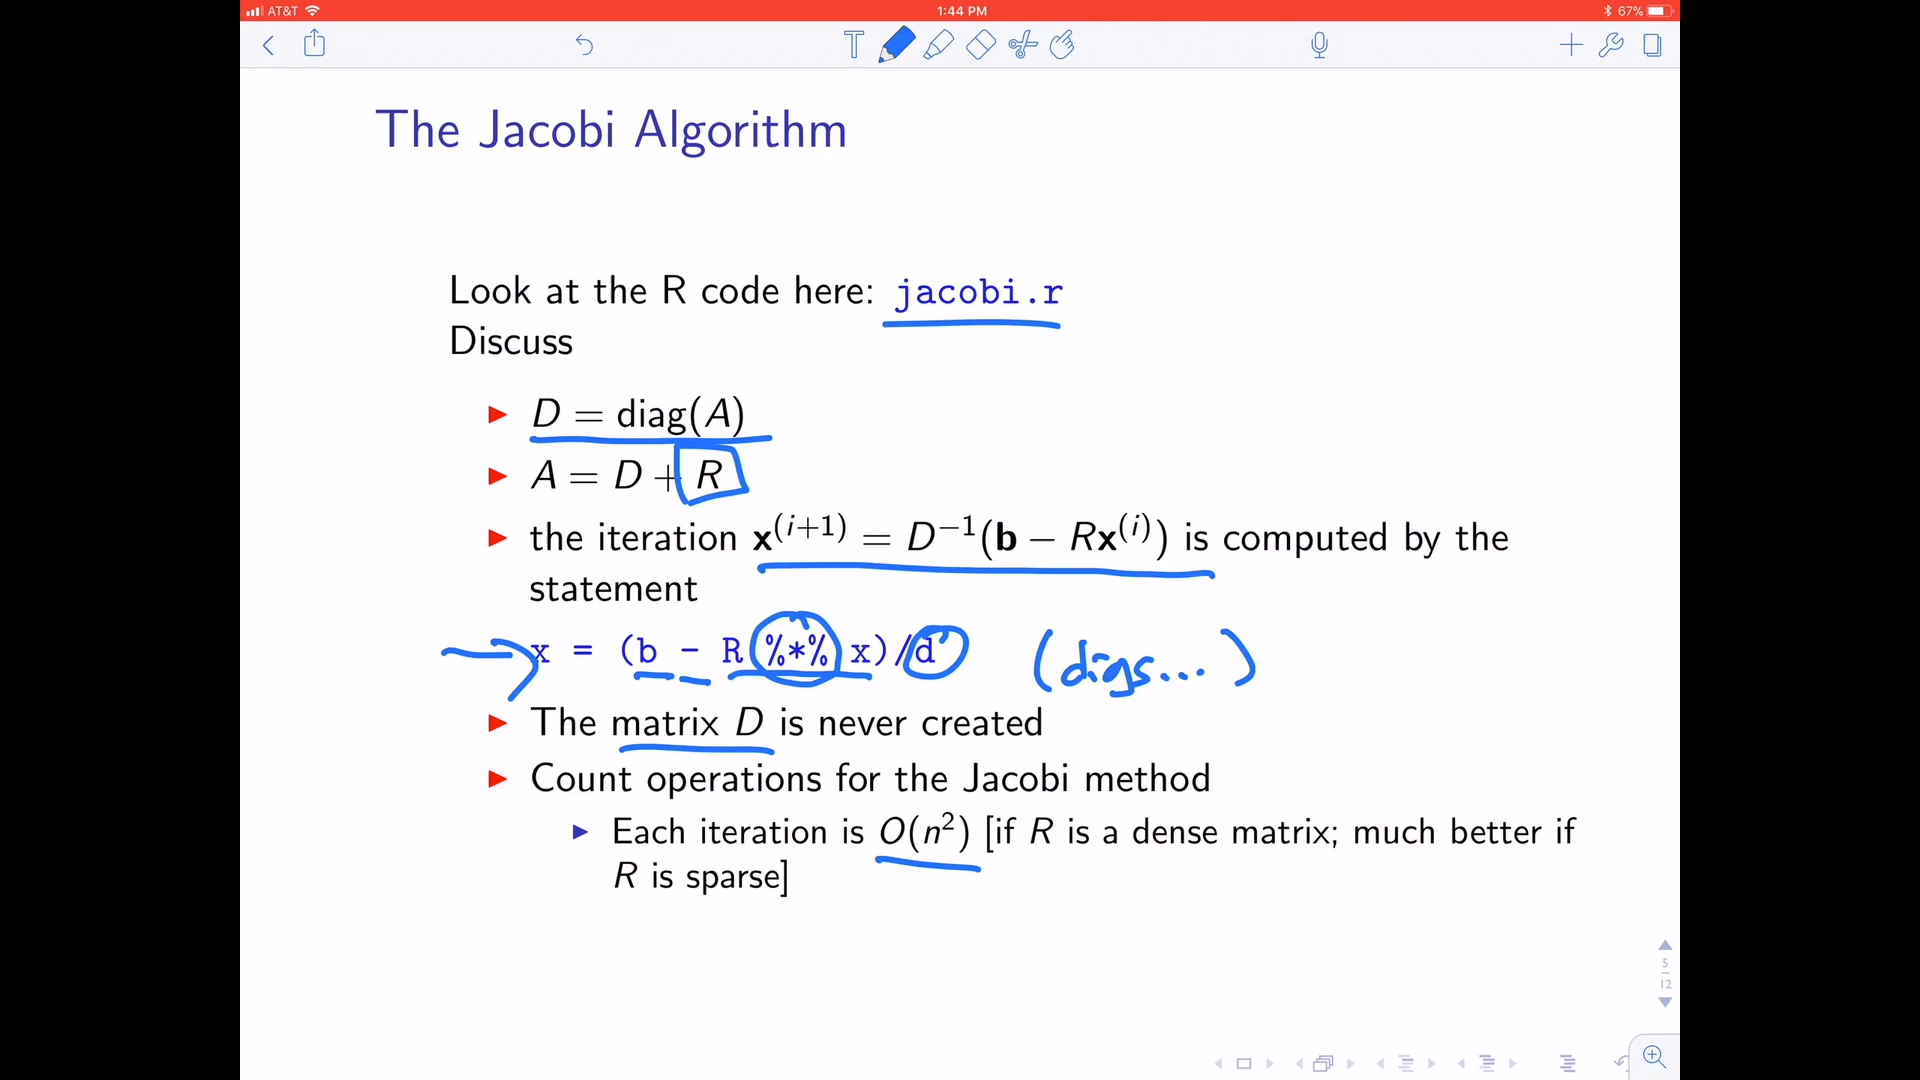 AT&T 1:44 PM 67%
T
The Jacobi Algorithm
Look at the R code here: jacobi.r
Discuss
D = diag(A)
A = D + R
the iteration x^(i+1) = D^−1(b − Rx^(i)) is computed by the
statement
x = (b - R %*% x)/d (digs...)
The matrix D is never created
Count operations for the Jacobi method
Each iteration is O(n²) [if R is a dense matrix; much better if
R is sparse]
5
12